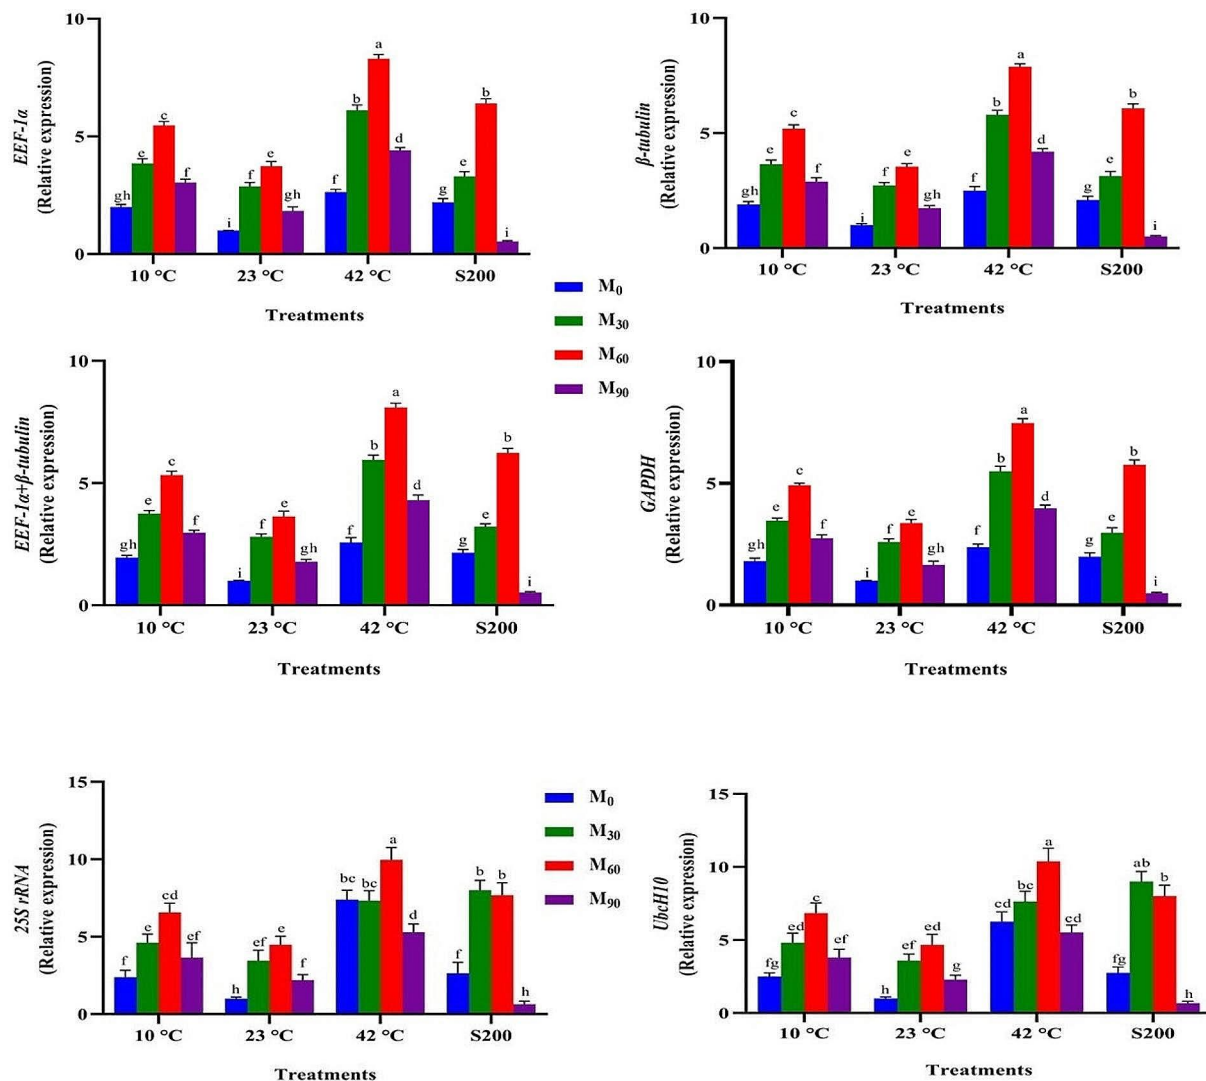 EEF-1α
(Relative expression)
10
5
0
gh
e
c
f
i
f
e
gh
f
b
a
d
g
e
b
i
10 °C
23 °C
42 °C
S200
Treatments
β-tubulin
(Relative expression)
10
5
0
gh
e
c
f
i
f
e
gh
f
b
a
d
g
e
b
i
10 °C
23 °C
42 °C
S200
Treatments
M0
M30
M60
M90
EEF-1α+β-tubulin
(Relative expression)
10
5
0
gh
e
c
f
i
f
e
gh
f
b
a
d
g
e
b
i
10 °C
23 °C
42 °C
S200
Treatments
GAPDH
(Relative expression)
10
5
0
gh
e
c
f
i
f
e
gh
f
b
a
d
g
e
b
i
10 °C
23 °C
42 °C
S200
Treatments
25S rRNA
(Relative expression)
15
10
5
0
f
e
cd
ef
h
ef
e
f
bc
bc
a
d
f
b
b
h
10 °C
23 °C
42 °C
S200
Treatments
M0
M30
M60
M90
UbcH10
(Relative expression)
15
10
5
0
fg
ed
c
ef
h
ef
ed
g
cd
bc
a
cd
fg
ab
b
h
10 °C
23 °C
42 °C
S200
Treatments